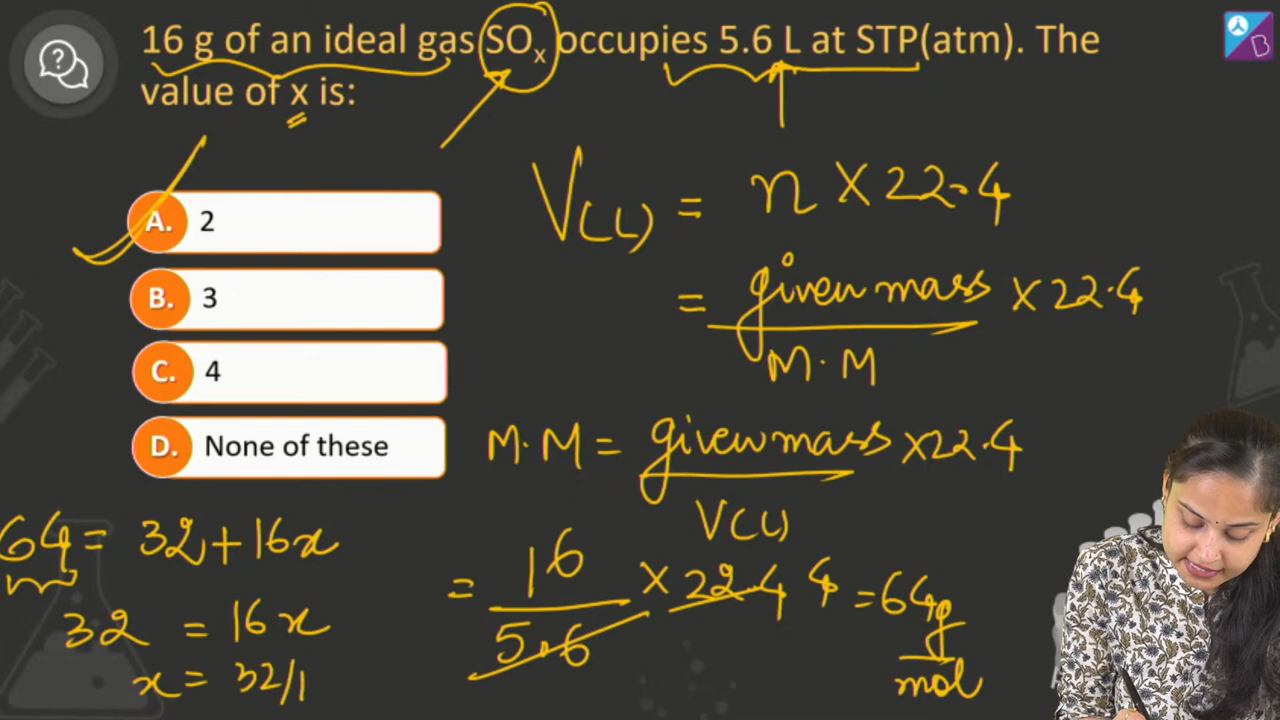 16 g of an ideal gas SOₓ occupies 5.6 L at STP(atm). The
value of x is:
A. 2
B. 3
C. 4
D. None of these
V(L) = n × 22.4
= given mass × 22.4
M.M
M.M = given mass × 22.4
V(L)
= 16 × 22.4 4 = 64 g
5.6
mol
64 = 32 + 16x
32 = 16x
x = 32/1
B